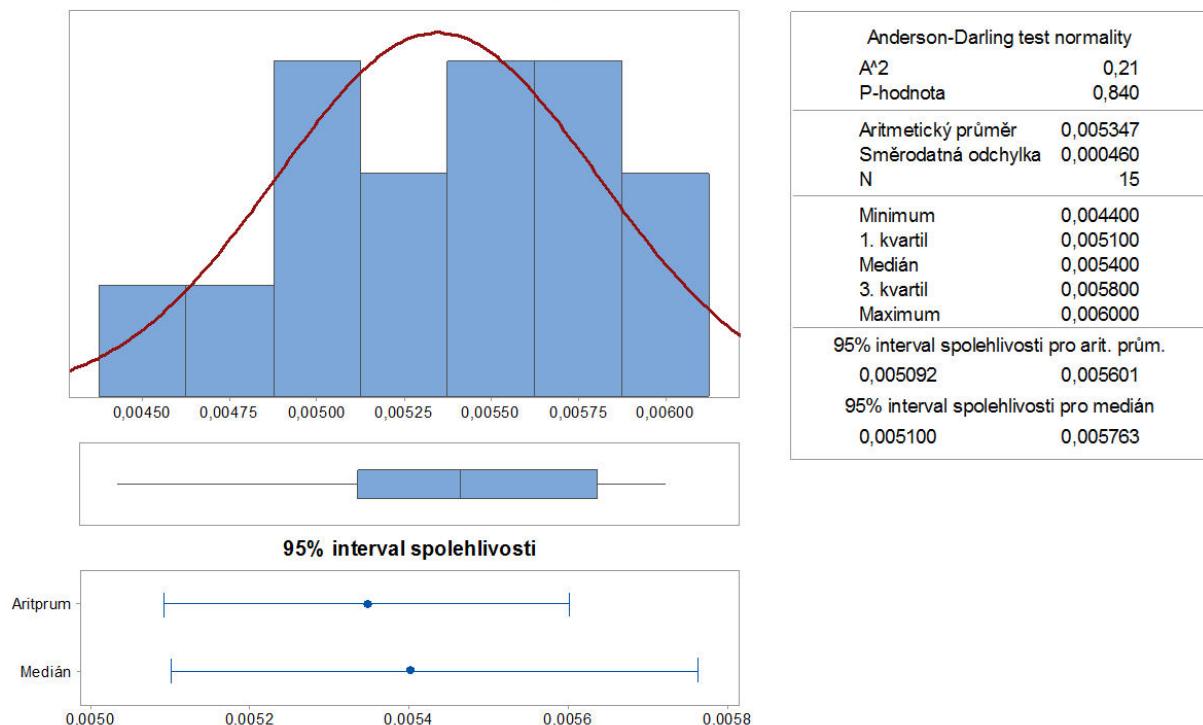 0,00450 0,00475 0,00500 0,00525 0,00550 0,00575 0,00600
95% interval spolehlivosti
Aritprum
Medián
0.0050 0.0052 0.0054 0.0056 0.0058
Anderson-Darling test normality
A^2 0,21
P-hodnota 0,840
Aritmetický průměr 0,005347
Směrodatná odchylka 0,000460
N 15
Minimum 0,004400
1. kvartil 0,005100
Medián 0,005400
3. kvartil 0,005800
Maximum 0,006000
95% interval spolehlivosti pro arit. prům.
0,005092 0,005601
95% interval spolehlivosti pro medián
0,005100 0,005763